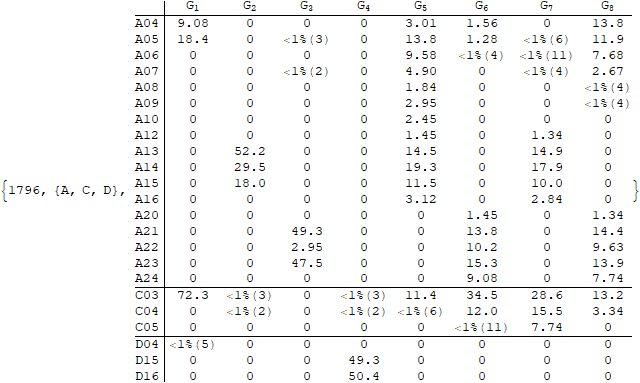 G1 G2 G3 G4 G5 G6 G7 G8
A04 9.08 0 0 0 3.01 1.56 0 13.8
A05 18.4 0 <1%(3) 0 13.8 1.28 <1%(6) 11.9
A06 0 0 0 0 9.58 <1%(4) <1%(11) 7.68
A07 0 0 <1%(2) 0 4.90 0 <1%(4) 2.67
A08 0 0 0 0 1.84 0 0 <1%(4)
A09 0 0 0 0 2.95 0 0 <1%(4)
A10 0 0 0 0 2.45 0 0 0
A12 0 0 0 0 1.45 0 1.34 0
A13 0 52.2 0 0 14.5 0 14.9 0
A14 0 29.5 0 0 19.3 0 17.9 0
{1796, {A, C, D}, A15 0 18.0 0 0 11.5 0 10.0 0 }
A16 0 0 0 0 3.12 0 2.84 0
A20 0 0 0 0 0 1.45 0 1.34
A21 0 0 49.3 0 0 13.8 0 14.4
A22 0 0 2.95 0 0 10.2 0 9.63
A23 0 0 47.5 0 0 15.3 0 13.9
A24 0 0 0 0 0 9.08 0 7.74
C03 72.3 <1%(3) 0 <1%(3) 11.4 34.5 28.6 13.2
C04 0 <1%(2) 0 <1%(2) <1%(6) 12.0 15.5 3.34
C05 0 0 0 0 0 <1%(11) 7.74 0
D04 <1%(5) 0 0 0 0 0 0 0
D15 0 0 0 49.3 0 0 0 0
D16 0 0 0 50.4 0 0 0 0